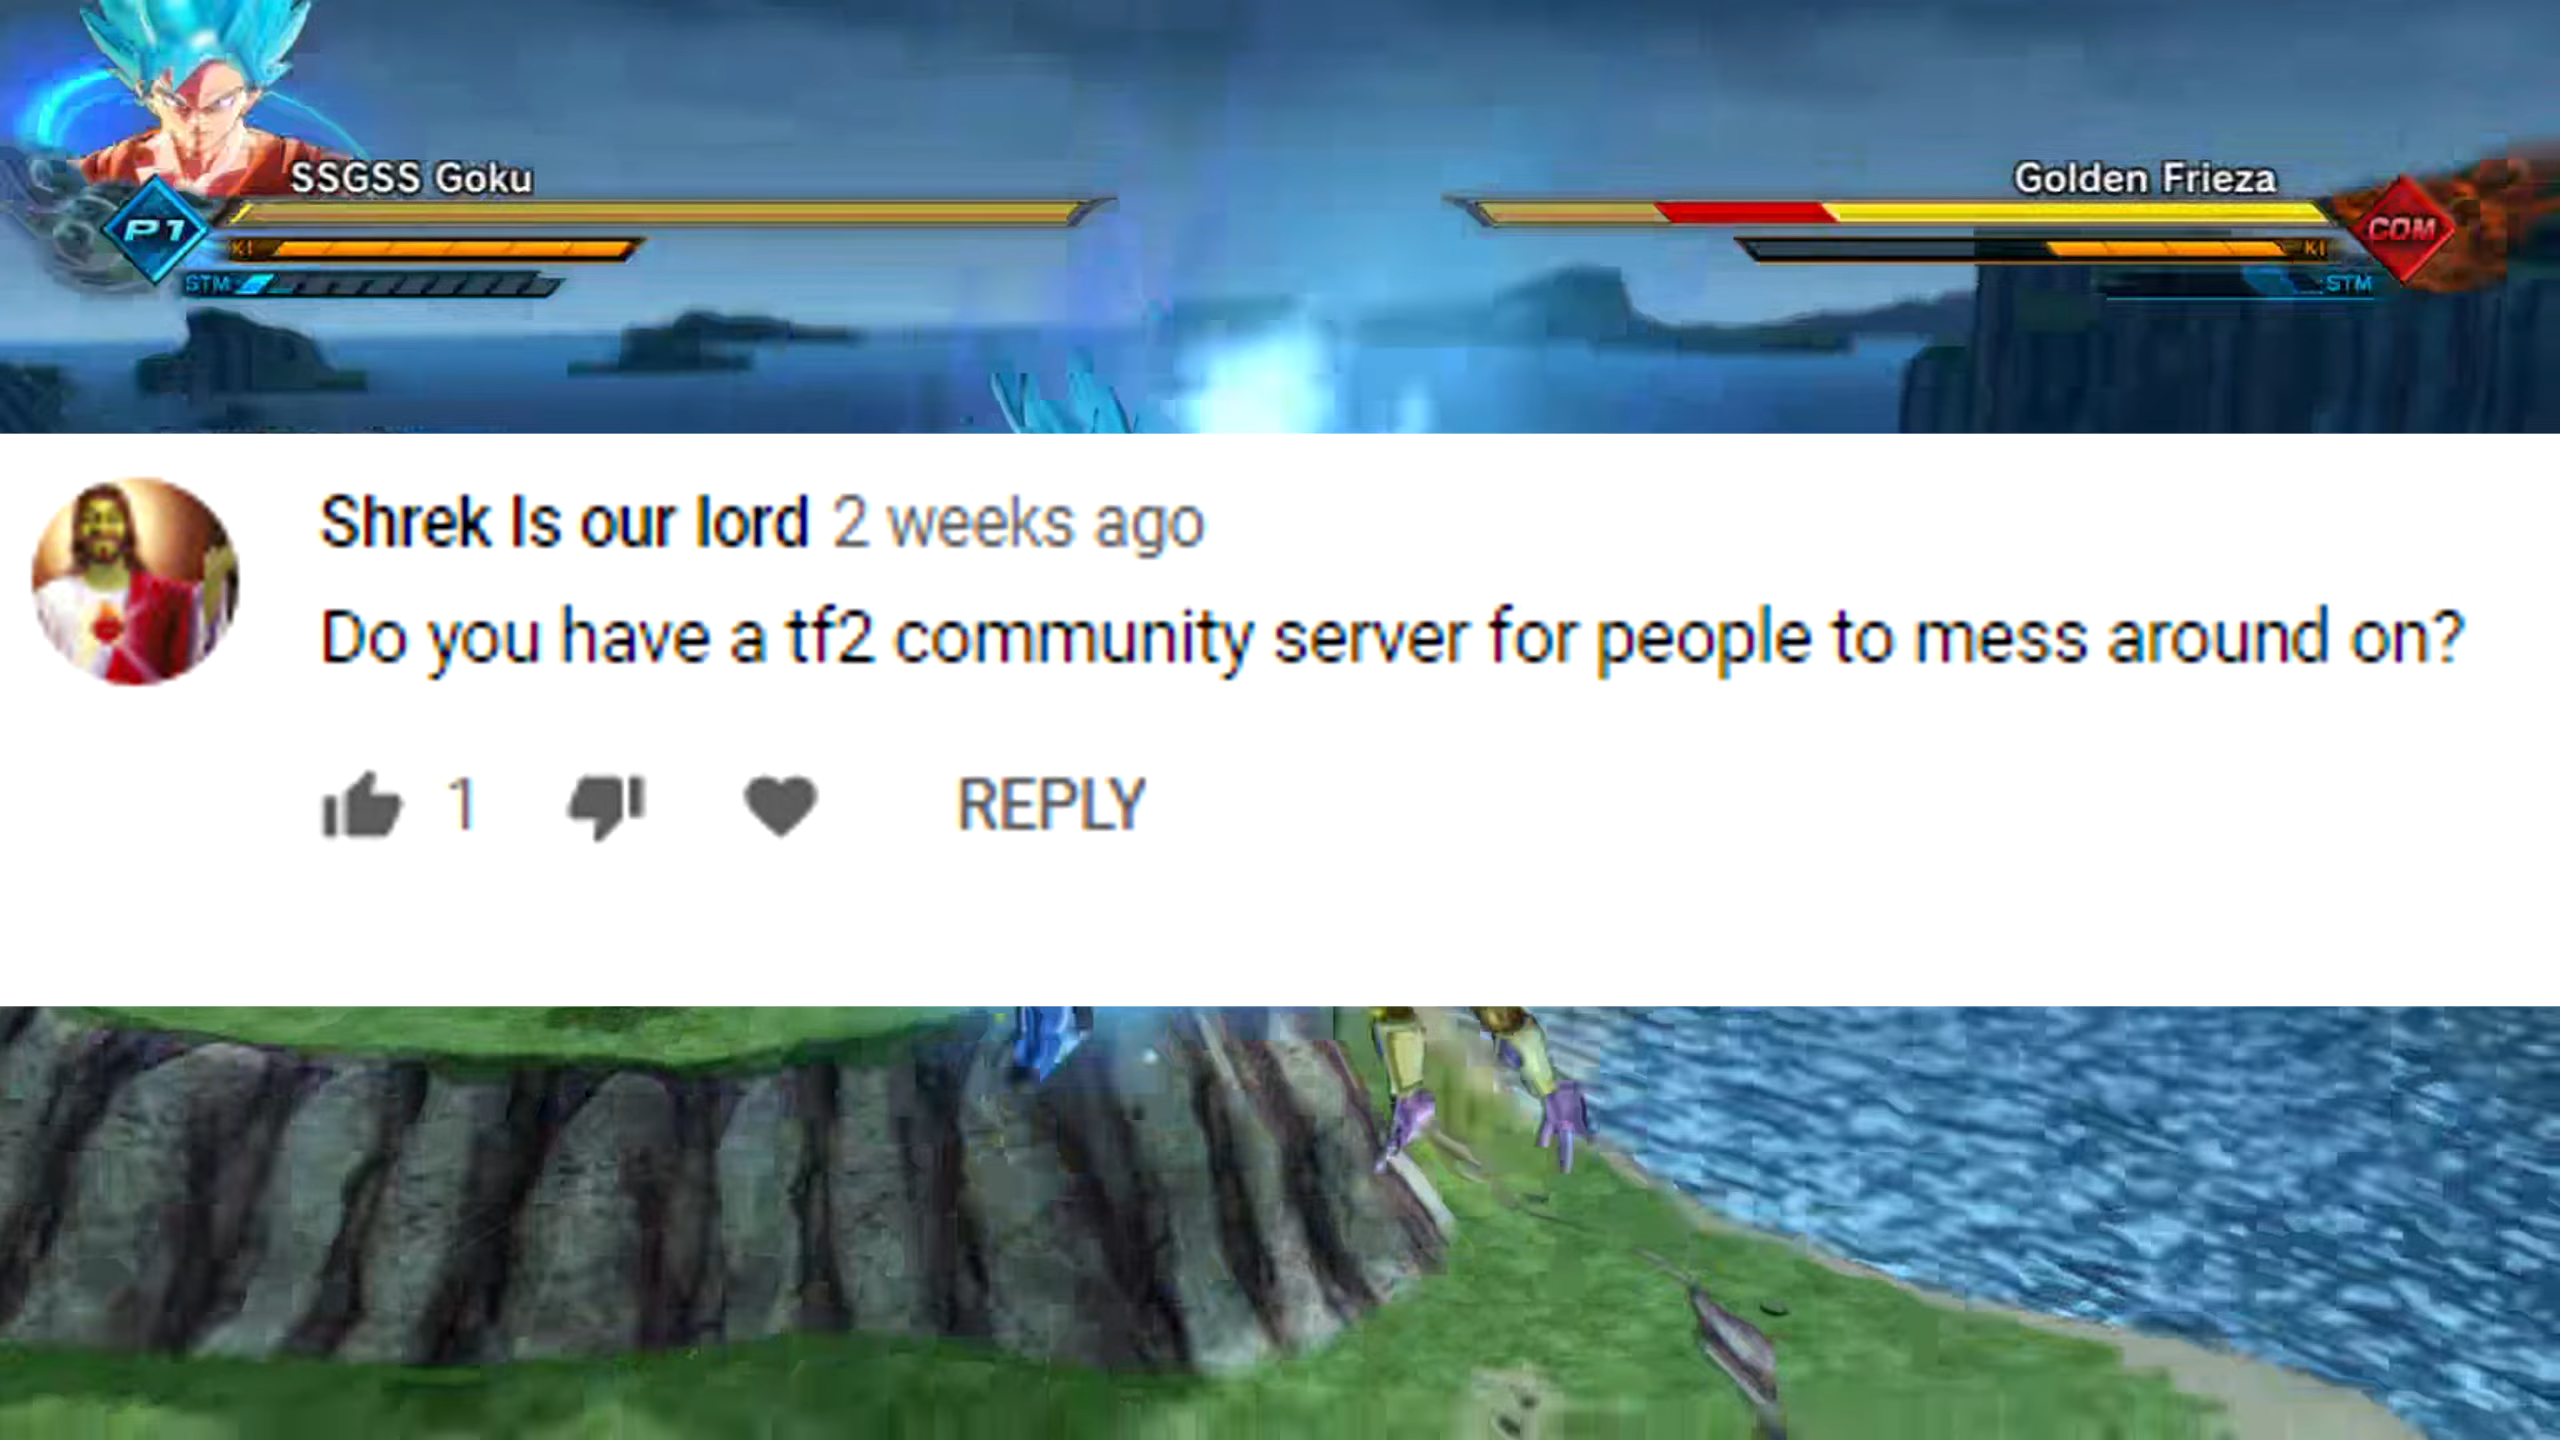 SSGSS Goku
Golden Frieza
P1
KI
STM
COM
KI
STM
Shrek Is our lord 2 weeks ago
Do you have a tf2 community server for people to mess around on?
1
REPLY